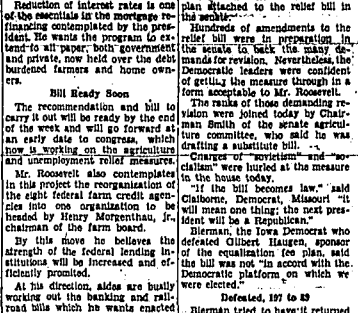 Reduction of interest rates is one
of the essentials in the mortgage re-
financing contemplated by the pres-
ident. He wants the program to ex-
tend to all paper, both government
and private, now held over the debt
burdened farmers and home own-
ers.
Bill Ready Soon
The recommendation and bill to
carry it out will be ready by the end
of the week and will go forward at
an early date to congress, which
now is working on the agriculture
and unemployment relief measures.
Mr. Roosevelt also contemplates
in this project the reorganization of
the eight federal farm credit agen-
cies into one organization to be
headed by Henry Morgenthau, jr.,
chairman of the farm board.
By this move he believes the
strength of the federal lending in-
stitutions will be increased and ef-
ficiently promited.
At his direction, aides are busily
working out the banking and rail-
road bills which he wants enacted
plan attached to the relief bill in
the senate.
Hundreds of amendments to the
relief bill were in preparation in
the senate to back the many de-
mands for revision. Nevertheless, the
Democratic leaders were confident
of getting the measure through in a
form acceptable to Mr. Roosevelt.
The ranks of those demanding re-
vision were joined today by Chair-
man Smith of the senate agricul-
ture committee, who said he was
drafting a substitute bill.
Charges of "sovietism" and "so-
cialism" were hurled at the measure
in the house today.
"If the bill becomes law," said
Claiborne, Democrat, Missouri "it
will mean one thing; the next pres-
ident will be a Republican."
Bierman, the Iowa Democrat who
defeated Gilbert Haugen, sponsor
of the equalization fee plan, said
the bill was not "in accord with the
Democratic platform on which we
were elected."
Defeated, 197 to 89
Bierman tried to have it returned